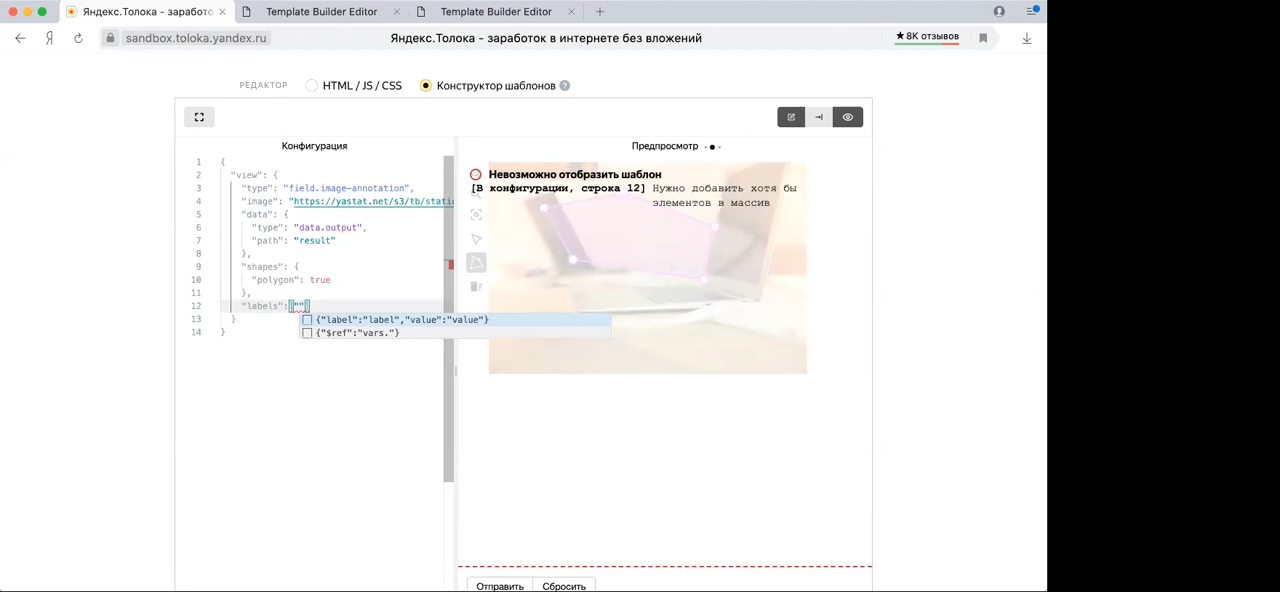 Яндекс.Толока - заработо
Template Builder Editor
Template Builder Editor
sandbox.toloka.yandex.ru
Яндекс.Толока - заработок в интернете без вложений
★8K отзывов
РЕДАКТОР
HTML / JS / CSS
Конструктор шаблонов
Конфигурация
Предпросмотр
1 {
2 "view": {
3 "type": "field.image-annotation",
4 "image": "https://yastat.net/s3/tb/static
5 "data": {
6 "type": "data.output",
7 "path": "result"
8 },
9 "shapes": {
10 "polygon": true
11 },
12 "labels":[""]
13 }
14 }
{"label":"label","value":"value"}
{"$ref":"vars."}
Невозможно отобразить шаблон
[В конфигурации, строка 12] Нужно добавить хотя бы
элементов в массив
Отправить
Сбросить